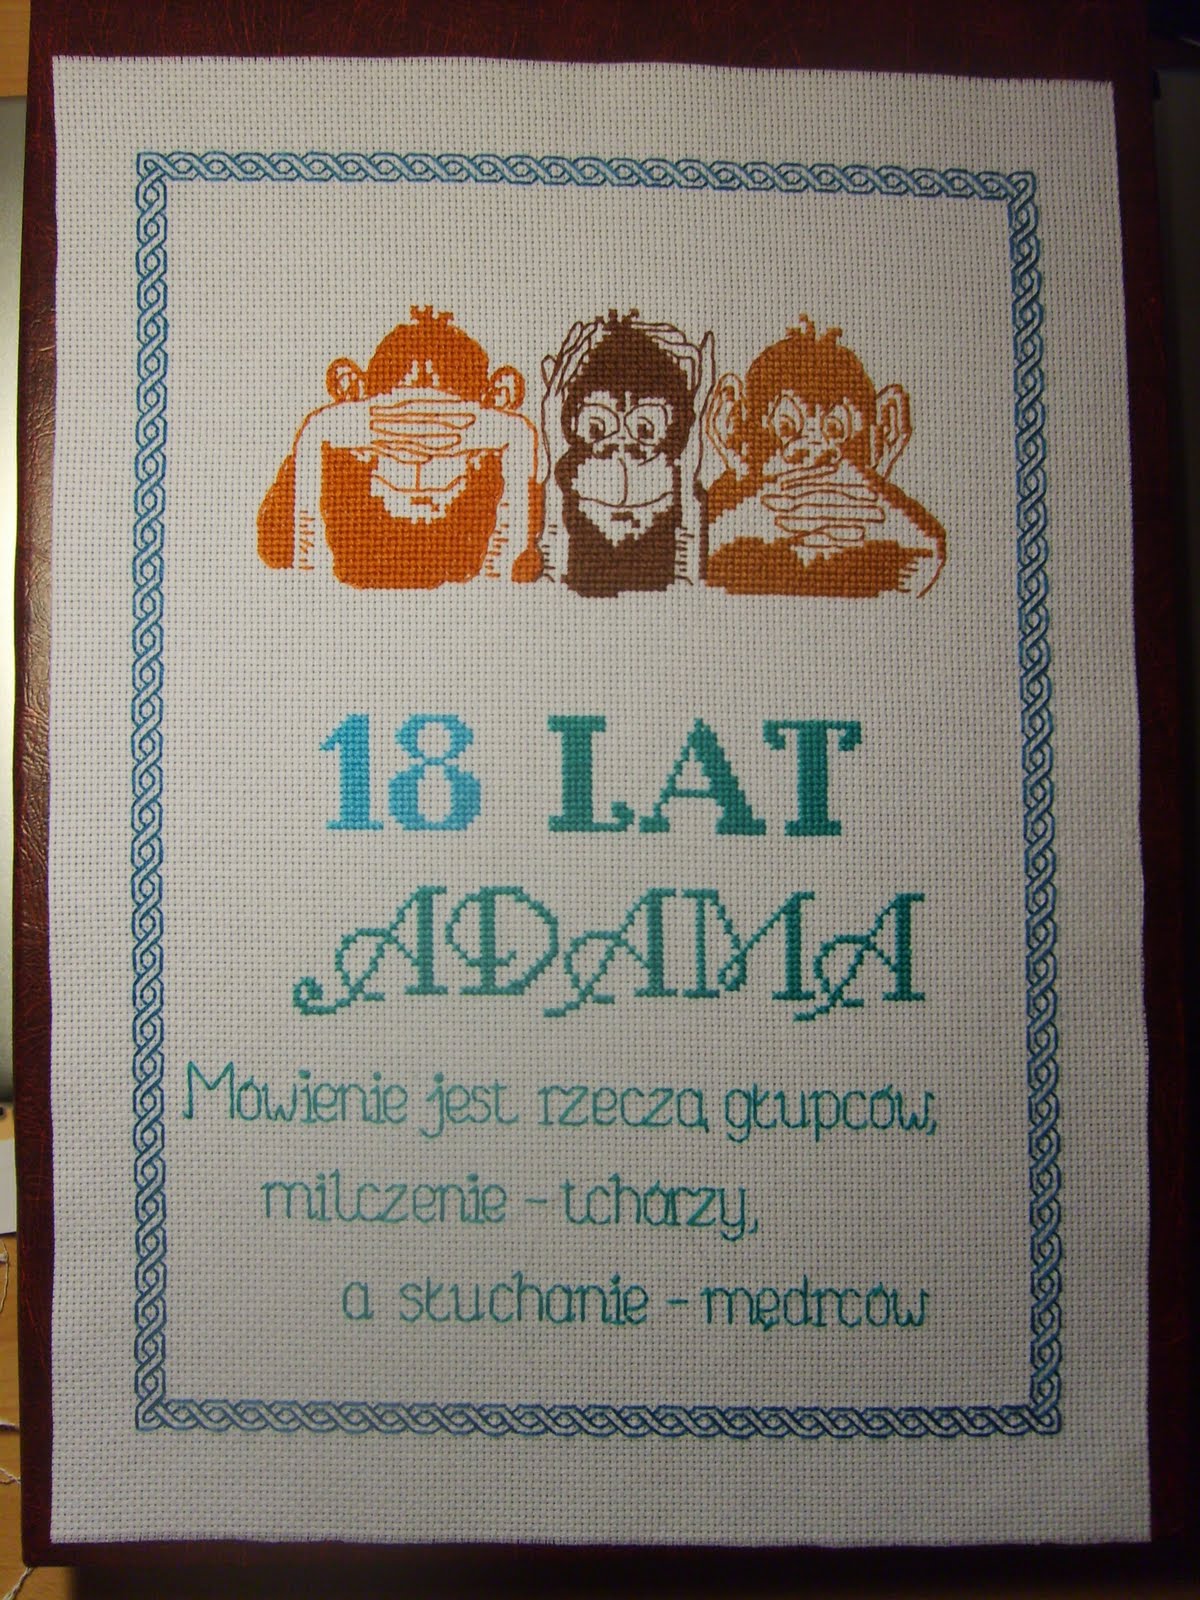 18 LAT
ADAMA
Mówienie jest rzeczą głupców,
milczenie - tchórzy,
a słuchanie - mędrców